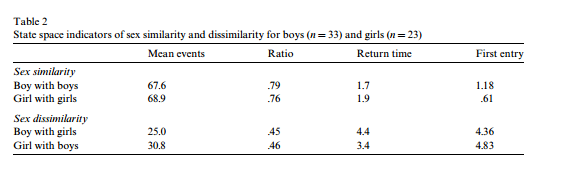 Table 2
State space indicators of sex similarity and dissimilarity for boys (n = 33) and girls (n = 23)
Mean events Ratio Return time First entry
Sex similarity
Boy with boys 67.6 .79 1.7 1.18
Girl with girls 68.9 .76 1.9 .61
Sex dissimilarity
Boy with girls 25.0 .45 4.4 4.36
Girl with boys 30.8 .46 3.4 4.83